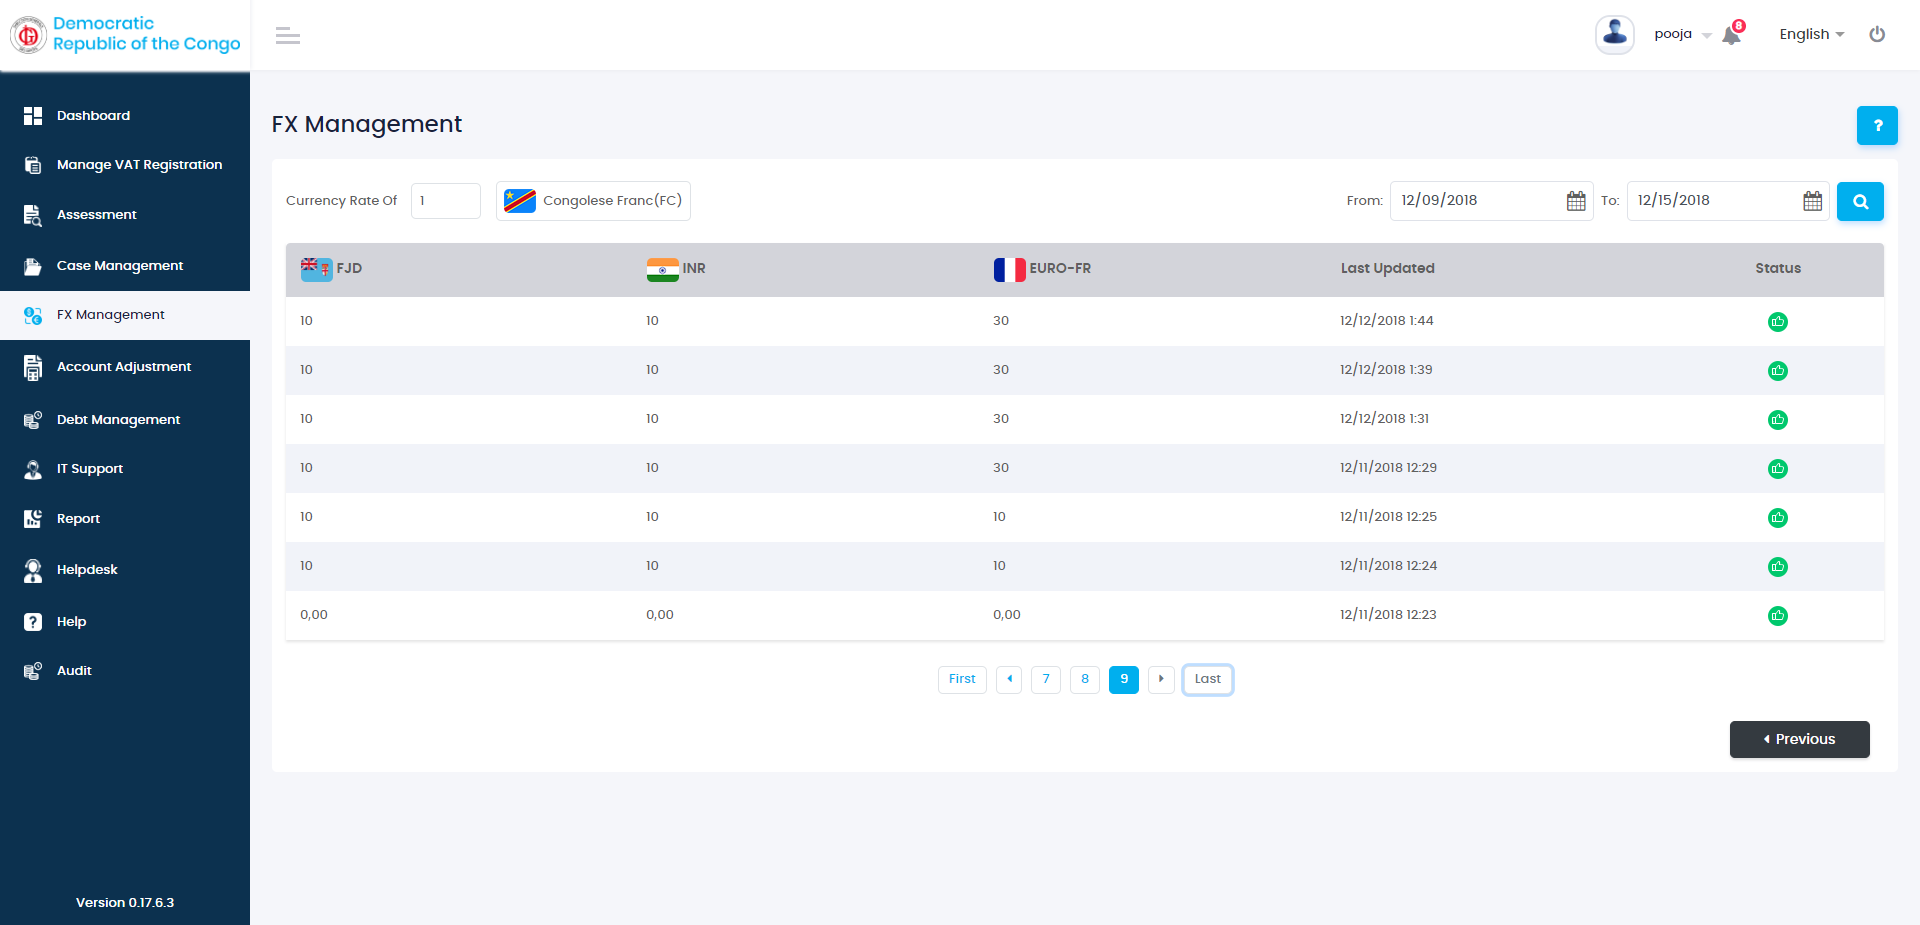 Democratic
Republic of the Congo
pooja
8
English
Dashboard
Manage VAT Registration
Assessment
Case Management
FX Management
Account Adjustment
Debt Management
IT Support
Report
Helpdesk
Help
Audit
Version 0.17.6.3
FX Management
?
Currency Rate Of 1 Congolese Franc(FC) From: 12/09/2018 To: 12/15/2018
FJD INR EURO-FR Last Updated Status
10 10 30 12/12/2018 1:44
10 10 30 12/12/2018 1:39
10 10 30 12/12/2018 1:31
10 10 30 12/11/2018 12:29
10 10 10 12/11/2018 12:25
10 10 10 12/11/2018 12:24
0,00 0,00 0,00 12/11/2018 12:23
First 7 8 9 Last
Previous